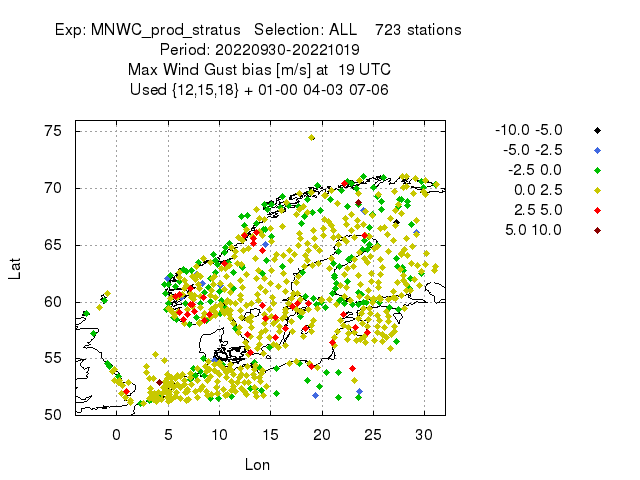 Exp: MNWC_prod_stratus   Selection: ALL    723 stations
Period: 20220930-20221019
Max Wind Gust bias [m/s] at  19 UTC
Used {12,15,18} + 01-00 04-03 07-06
-10.0 -5.0
-5.0 -2.5
-2.5 0.0
0.0 2.5
2.5 5.0
5.0 10.0
75
70
65
60
55
50
Lat
0 5 10 15 20 25 30
Lon